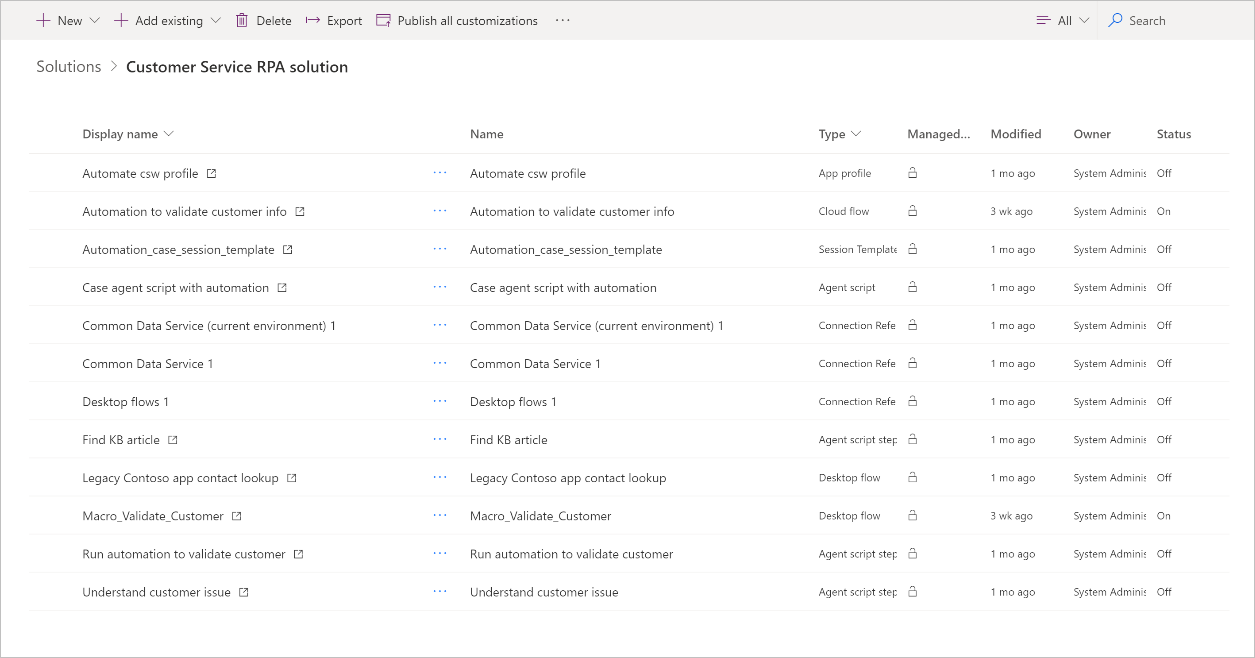 New Add existing Delete Export Publish all customizations ··· All Search
Solutions > Customer Service RPA solution
Display name Name Type Managed... Modified Owner Status
Automate csw profile ··· Automate csw profile App profile 1 mo ago System Adminis Off
Automation to validate customer info ··· Automation to validate customer info Cloud flow 3 wk ago System Adminis On
Automation_case_session_template ··· Automation_case_session_template Session Template 1 mo ago System Adminis Off
Case agent script with automation ··· Case agent script with automation Agent script 1 mo ago System Adminis Off
Common Data Service (current environment) 1 ··· Common Data Service (current environment) 1 Connection Refe 1 mo ago System Adminis Off
Common Data Service 1 ··· Common Data Service 1 Connection Refe 1 mo ago System Adminis Off
Desktop flows 1 ··· Desktop flows 1 Connection Refe 1 mo ago System Adminis Off
Find KB article ··· Find KB article Agent script step 1 mo ago System Adminis Off
Legacy Contoso app contact lookup ··· Legacy Contoso app contact lookup Desktop flow 1 mo ago System Adminis Off
Macro_Validate_Customer ··· Macro_Validate_Customer Desktop flow 3 wk ago System Adminis On
Run automation to validate customer ··· Run automation to validate customer Agent script step 1 mo ago System Adminis Off
Understand customer issue ··· Understand customer issue Agent script step 1 mo ago System Adminis Off